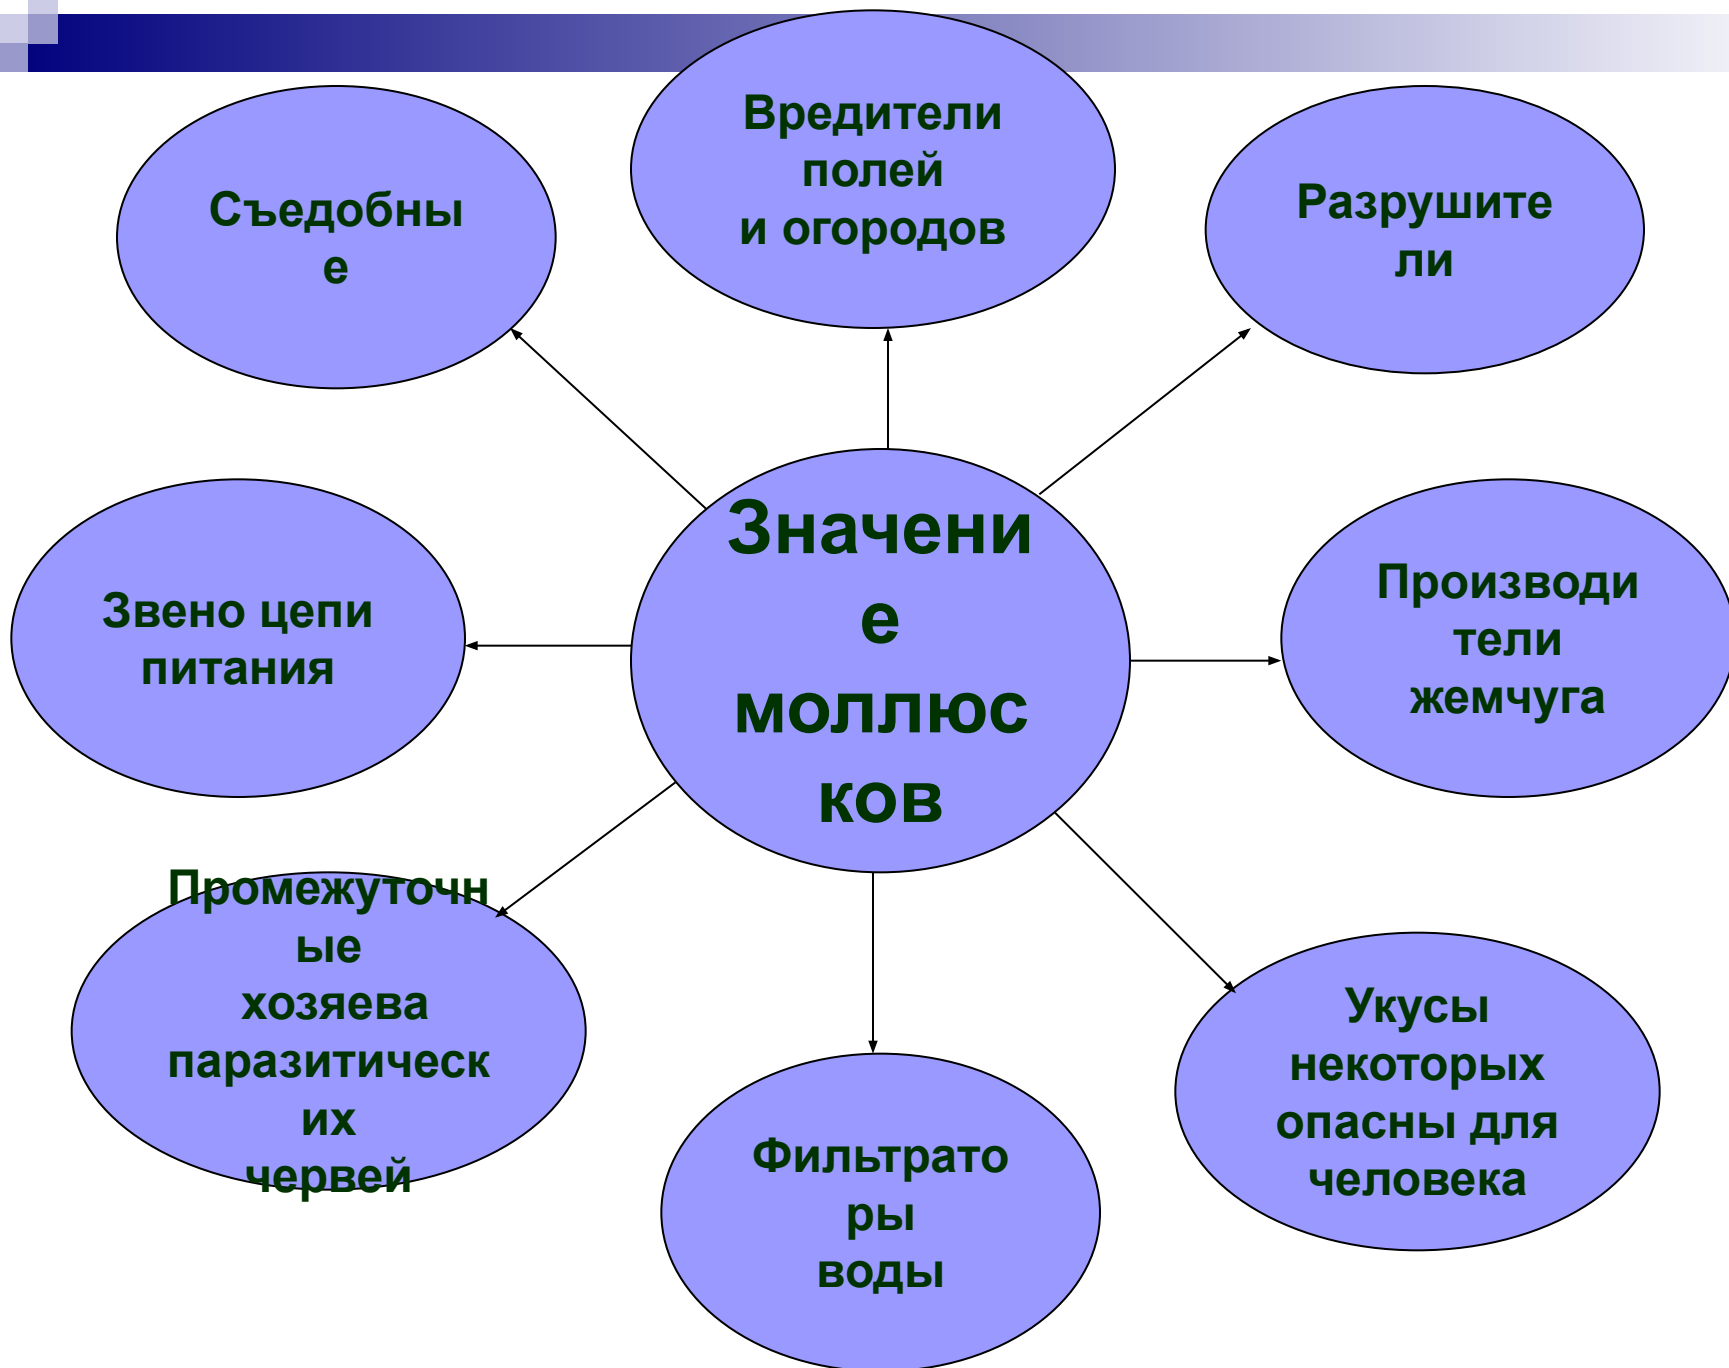 Вредители
полей
и огородов
Съедобны
е
Разрушите
ли
Значени
е
моллюс
ков
Звено цепи
питания
Производи
тели
жемчуга
Промежуточн
ые
хозяева
паразитическ
их
червей
Фильтрато
ры
воды
Укусы
некоторых
опасны для
человека